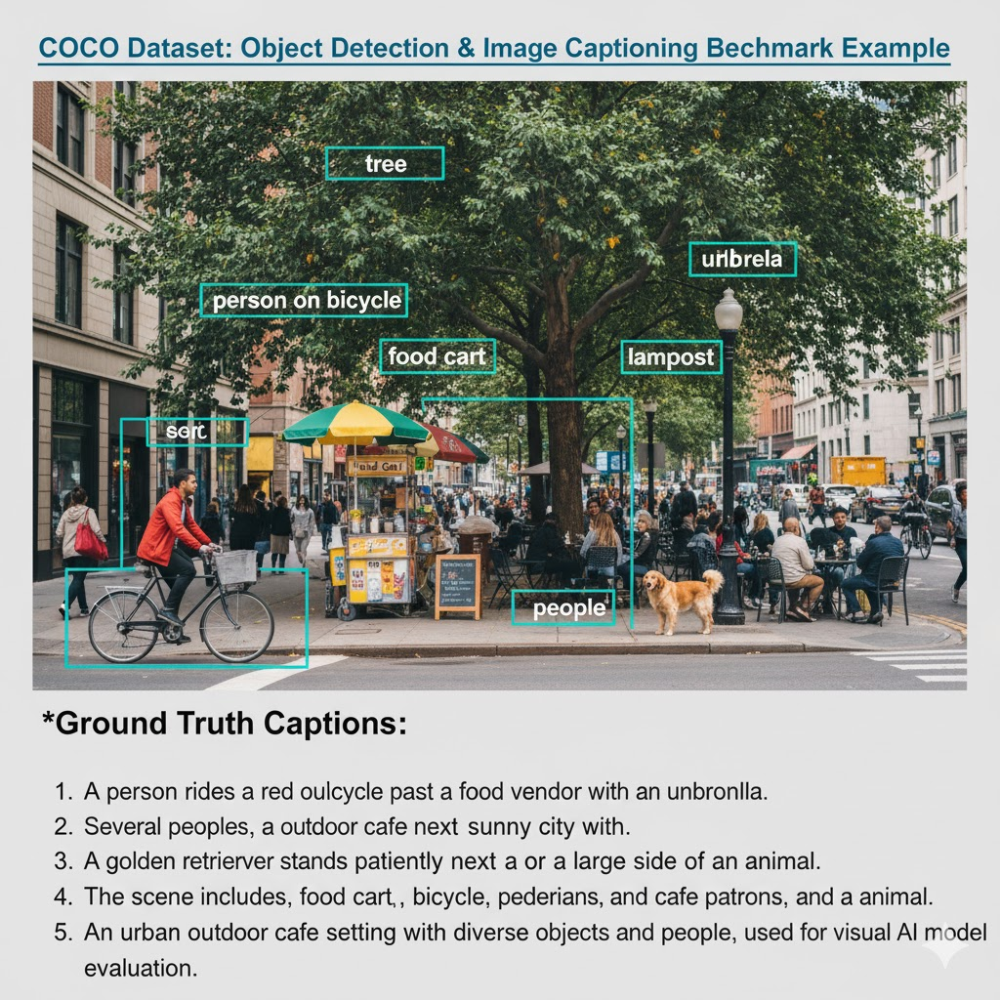 COCO Dataset: Object Detection & Image Captioning Bechmark Example
tree
urlbrela
person on bicycle
food cart
lampost
people
*Ground Truth Captions:
1. A person rides a red oulcycle past a food vendor with an unbronlla.
2. Several peoples, a outdoor cafe next sunny city with.
3. A golden retrierver stands patiently next a or a large side of an animal.
4. The scene includes, food cart,, bicycle, pederians, and cafe patrons, and a animal.
5. An urban outdoor cafe setting with diverse objects and people, used for visual AI model
evaluation.